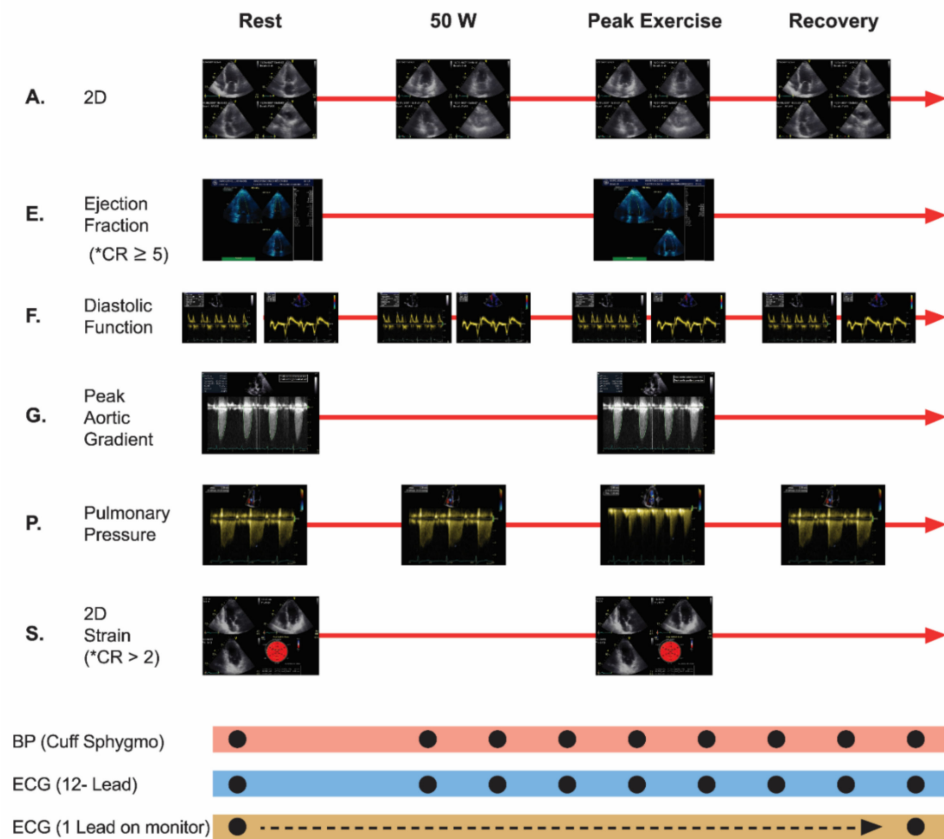 Rest 50 W Peak Exercise Recovery
A. 2D
E. Ejection
Fraction
(*CR ≥ 5)
F. Diastolic
Function
G. Peak
Aortic
Gradient
P. Pulmonary
Pressure
S. 2D
Strain
(*CR > 2)
BP (Cuff Sphygmo)
ECG (12- Lead)
ECG (1 Lead on monitor)